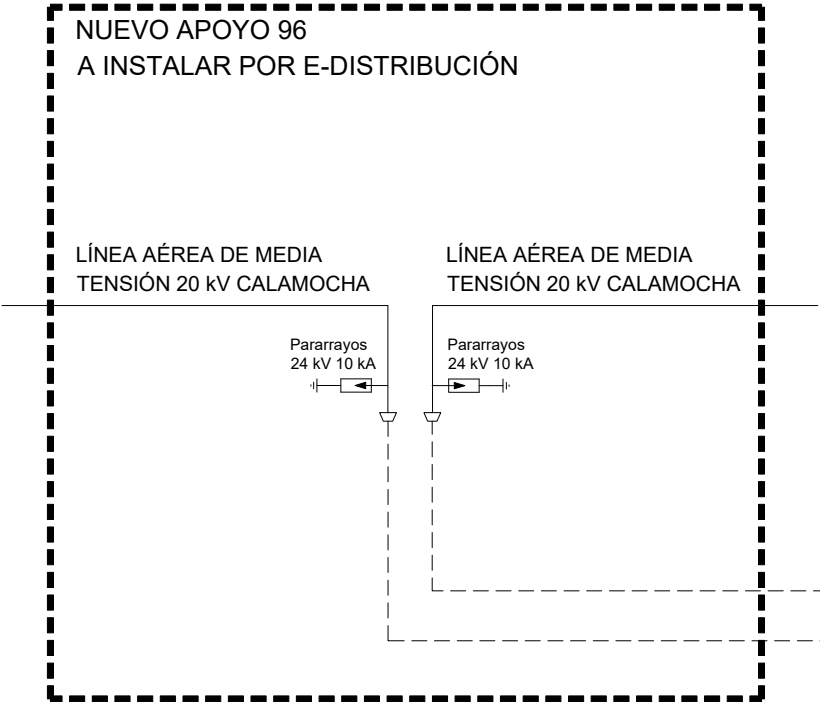 NUEVO APOYO 96
A INSTALAR POR E-DISTRIBUCIÓN
LÍNEA AÉREA DE MEDIA
TENSIÓN 20 kV CALAMOCHA
LÍNEA AÉREA DE MEDIA
TENSIÓN 20 kV CALAMOCHA
Pararrayos
24 kV 10 kA
Pararrayos
24 kV 10 kA